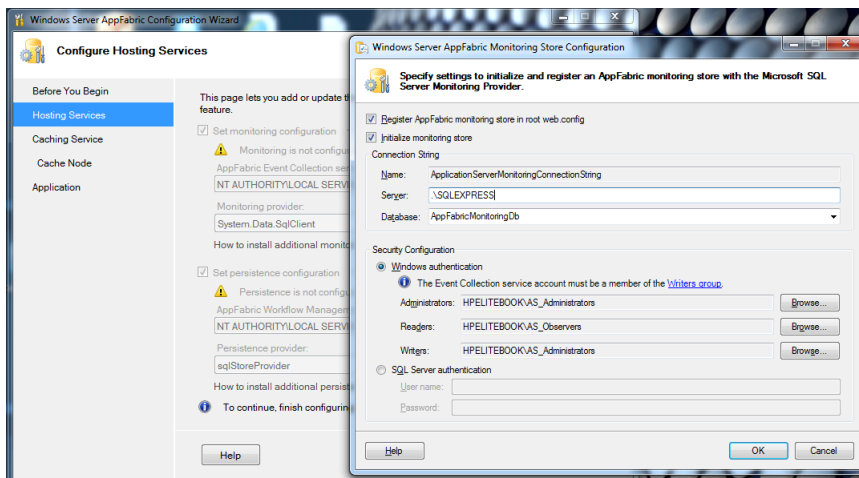 Windows Server AppFabric Configuration Wizard
Configure Hosting Services
Before You Begin
Hosting Services
Caching Service
Cache Node
Application
This page lets you add or update t
feature.
Set monitoring configuration
Monitoring is not configu
AppFabric Event Collection ser
NT AUTHORITY\LOCAL SERVI
Monitoring provider:
System.Data.SqlClient
How to install additional monito
Set persistence configuration
Persistence is not configu
AppFabric Workflow Managem
NT AUTHORITY\LOCAL SERVI
Persistence provider:
sqlStoreProvider
How to install additional persist
To continue, finish configurin
Help
Windows Server AppFabric Monitoring Store Configuration
Specify settings to initialize and register an AppFabric monitoring store with the Microsoft SQL
Server Monitoring Provider.
Register AppFabric monitoring store in root web.config
Initialize monitoring store
Connection String
Name: ApplicationServerMonitoringConnectionString
Server: .\SQLEXPRESS
Database: AppFabricMonitoringDb
Security Configuration
Windows authentication
The Event Collection service account must be a member of the Writers group.
Administrators: HPELITEBOOK\AS_Administrators Browse...
Readers: HPELITEBOOK\AS_Observers Browse...
Writers: HPELITEBOOK\AS_Administrators Browse...
SQL Server authentication
User name:
Password:
Help OK Cancel